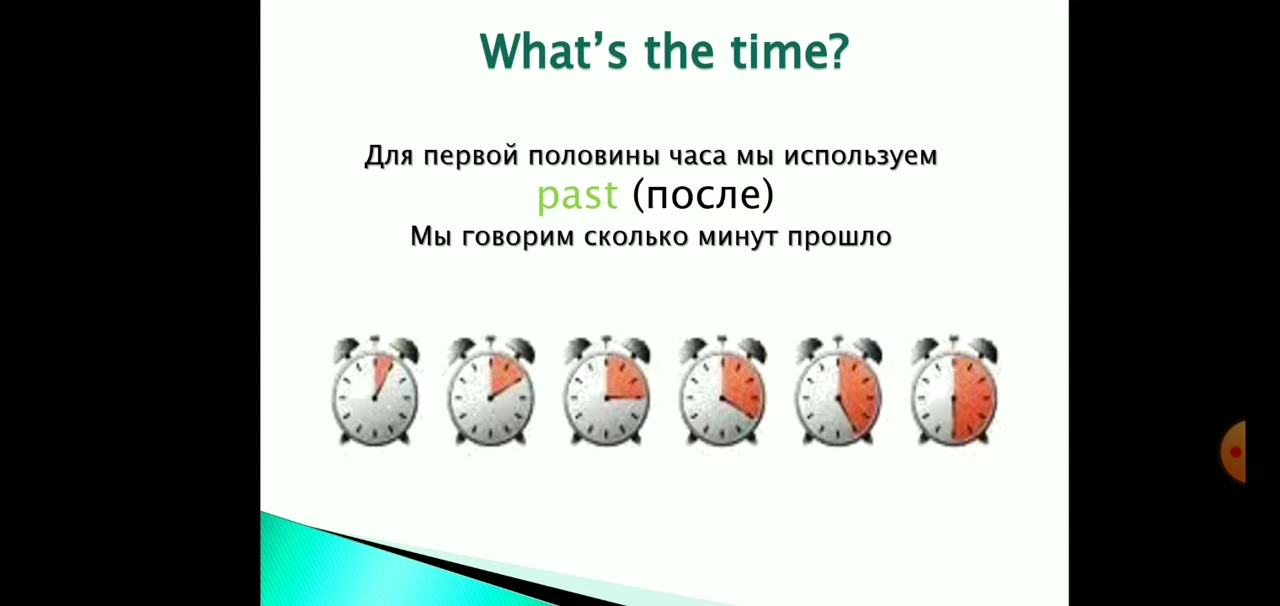 What’s the time?
Для первой половины часа мы используем
past (после)
Мы говорим сколько минут прошло